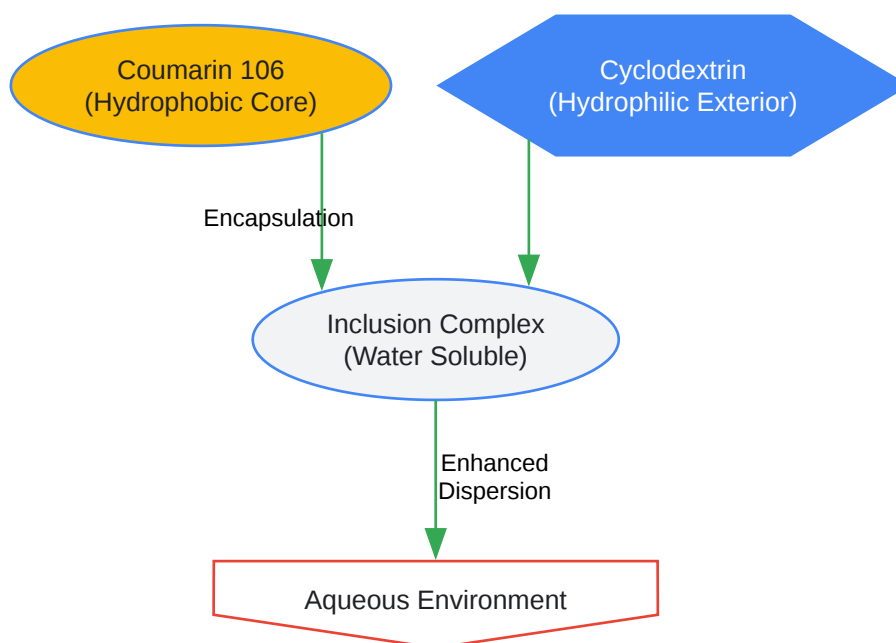 Coumarin 106
(Hydrophobic Core)
Cyclodextrin
(Hydrophilic Exterior)
Encapsulation
Inclusion Complex
(Water Soluble)
Enhanced
Dispersion
Aqueous Environment